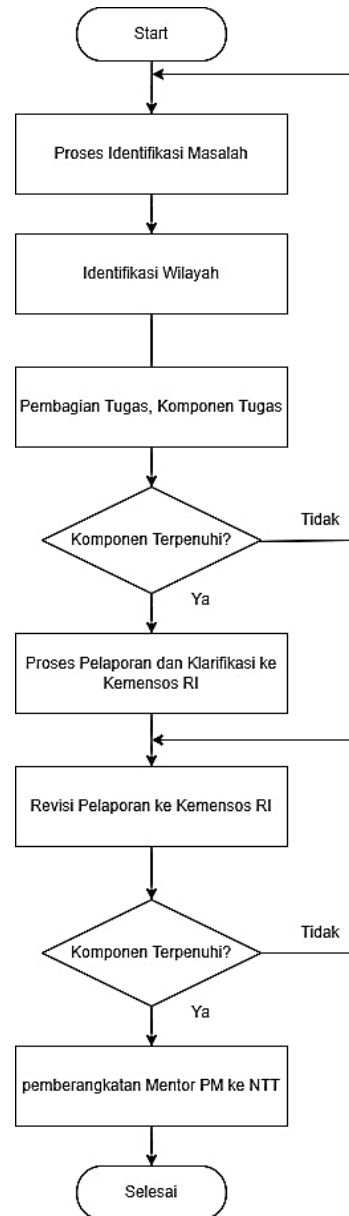 Start
Proses Identifikasi Masalah
Identifikasi Wilayah
Pembagian Tugas, Komponen Tugas
Komponen Terpenuhi?
Tidak
Ya
Proses Pelaporan dan Klarifikasi ke
Kemensos RI
Revisi Pelaporan ke Kemensos RI
Komponen Terpenuhi?
Tidak
Ya
pemberangkatan Mentor PM ke NTT
Selesai